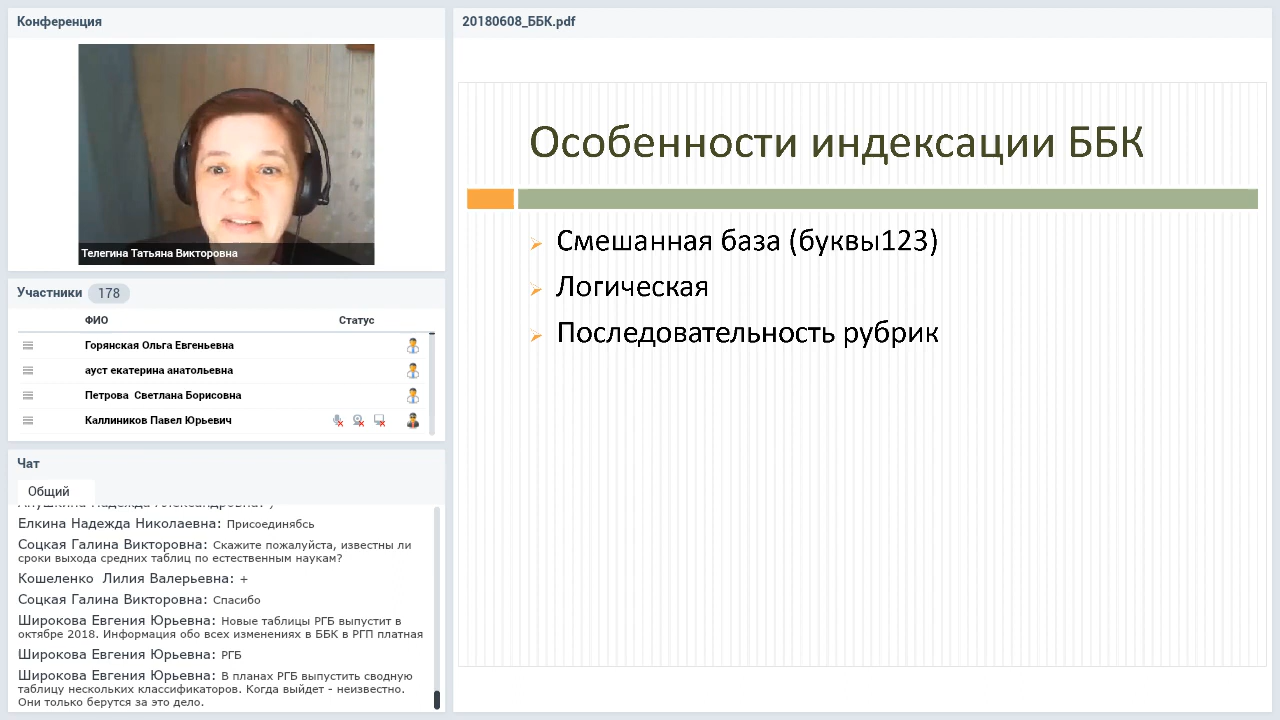 Конференция
Телегина Татьяна Викторовна
Участники 178
ФИО Статус
Горянская Ольга Евгеньевна
ауст екатерина анатольевна
Петрова Светлана Борисовна
Каллиников Павел Юрьевич
Чат
Общий
Елкина Надежда Николаевна: Присоединябсь
Соцкая Галина Викторовна: Скажите пожалуйста, известны ли
сроки выхода средних таблиц по естественным наукам?
Кошеленко Лилия Валерьевна: +
Соцкая Галина Викторовна: Спасибо
Широкова Евгения Юрьевна: Новые таблицы РГБ выпустит в
октябре 2018. Информация обо всех изменениях в ББК в РГП платная
Широкова Евгения Юрьевна: РГБ
Широкова Евгения Юрьевна: В планах РГБ выпустить сводную
таблицу нескольких классификаторов. Когда выйдет - неизвестно.
Они только берутся за это дело.
20180608_ББК.pdf
Особенности индексации ББК
Смешанная база (буквы123)
Логическая
Последовательность рубрик